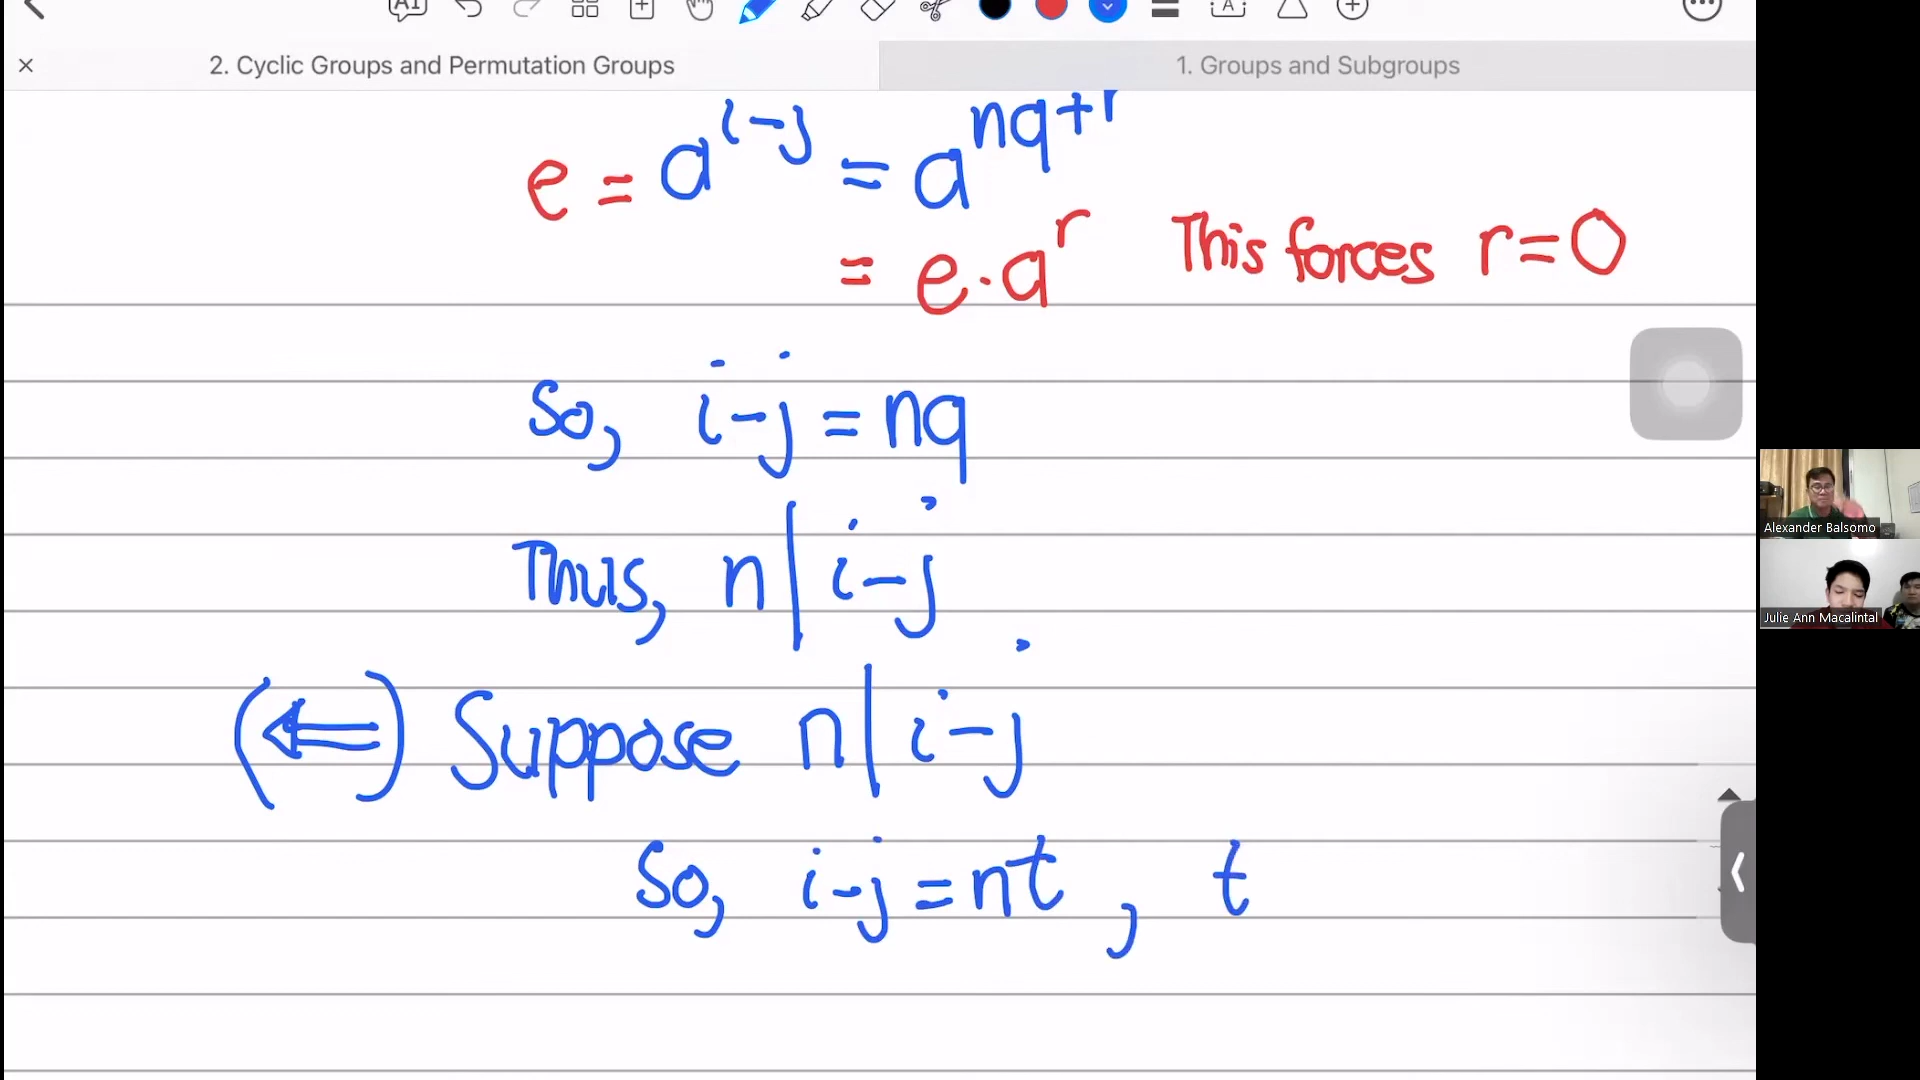 2. Cyclic Groups and Permutation Groups
1. Groups and Subgroups
e = a^{i-j} = a^{nq+r}
= e · a^r This forces r=0
So, i-j = nq
Thus, n | i-j
(⇐) Suppose n | i-j
So, i-j = nt , t
Alexander Balsomo
Julie Ann Macalintal